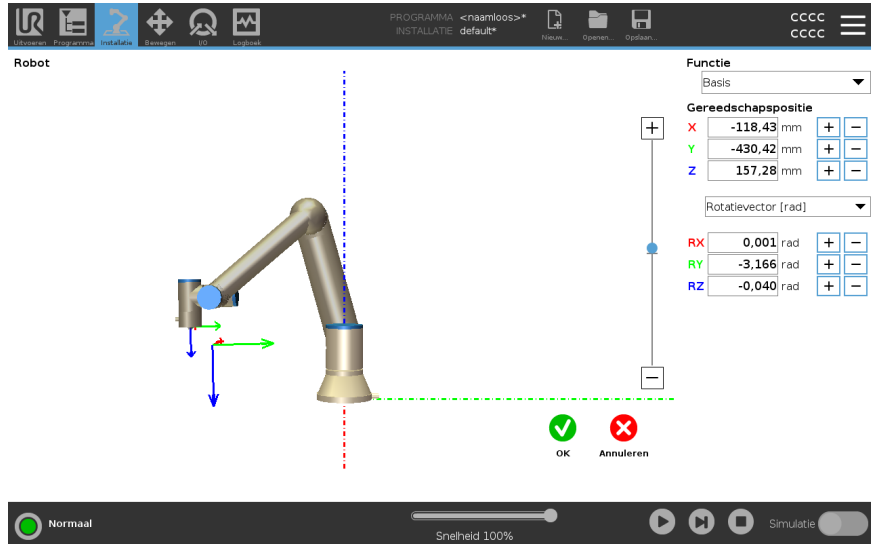 UR
PROGRAMMA <naamloos>*
INSTALLATIE default*
cccc
cccc
Uitvoeren Programma Installatie Bewegen I/O Logboek
Nieuw... Openen... Opslaan...
Robot
Functie
Basis
Gereedschapspositie
X -118,43 mm + −
Y -430,42 mm + −
Z 157,28 mm + −
Rotatievector [rad]
RX 0,001 rad + −
RY -3,166 rad + −
RZ -0,040 rad + −
+
−
OK Annuleren
Normaal
Snelheid 100%
Simulatie